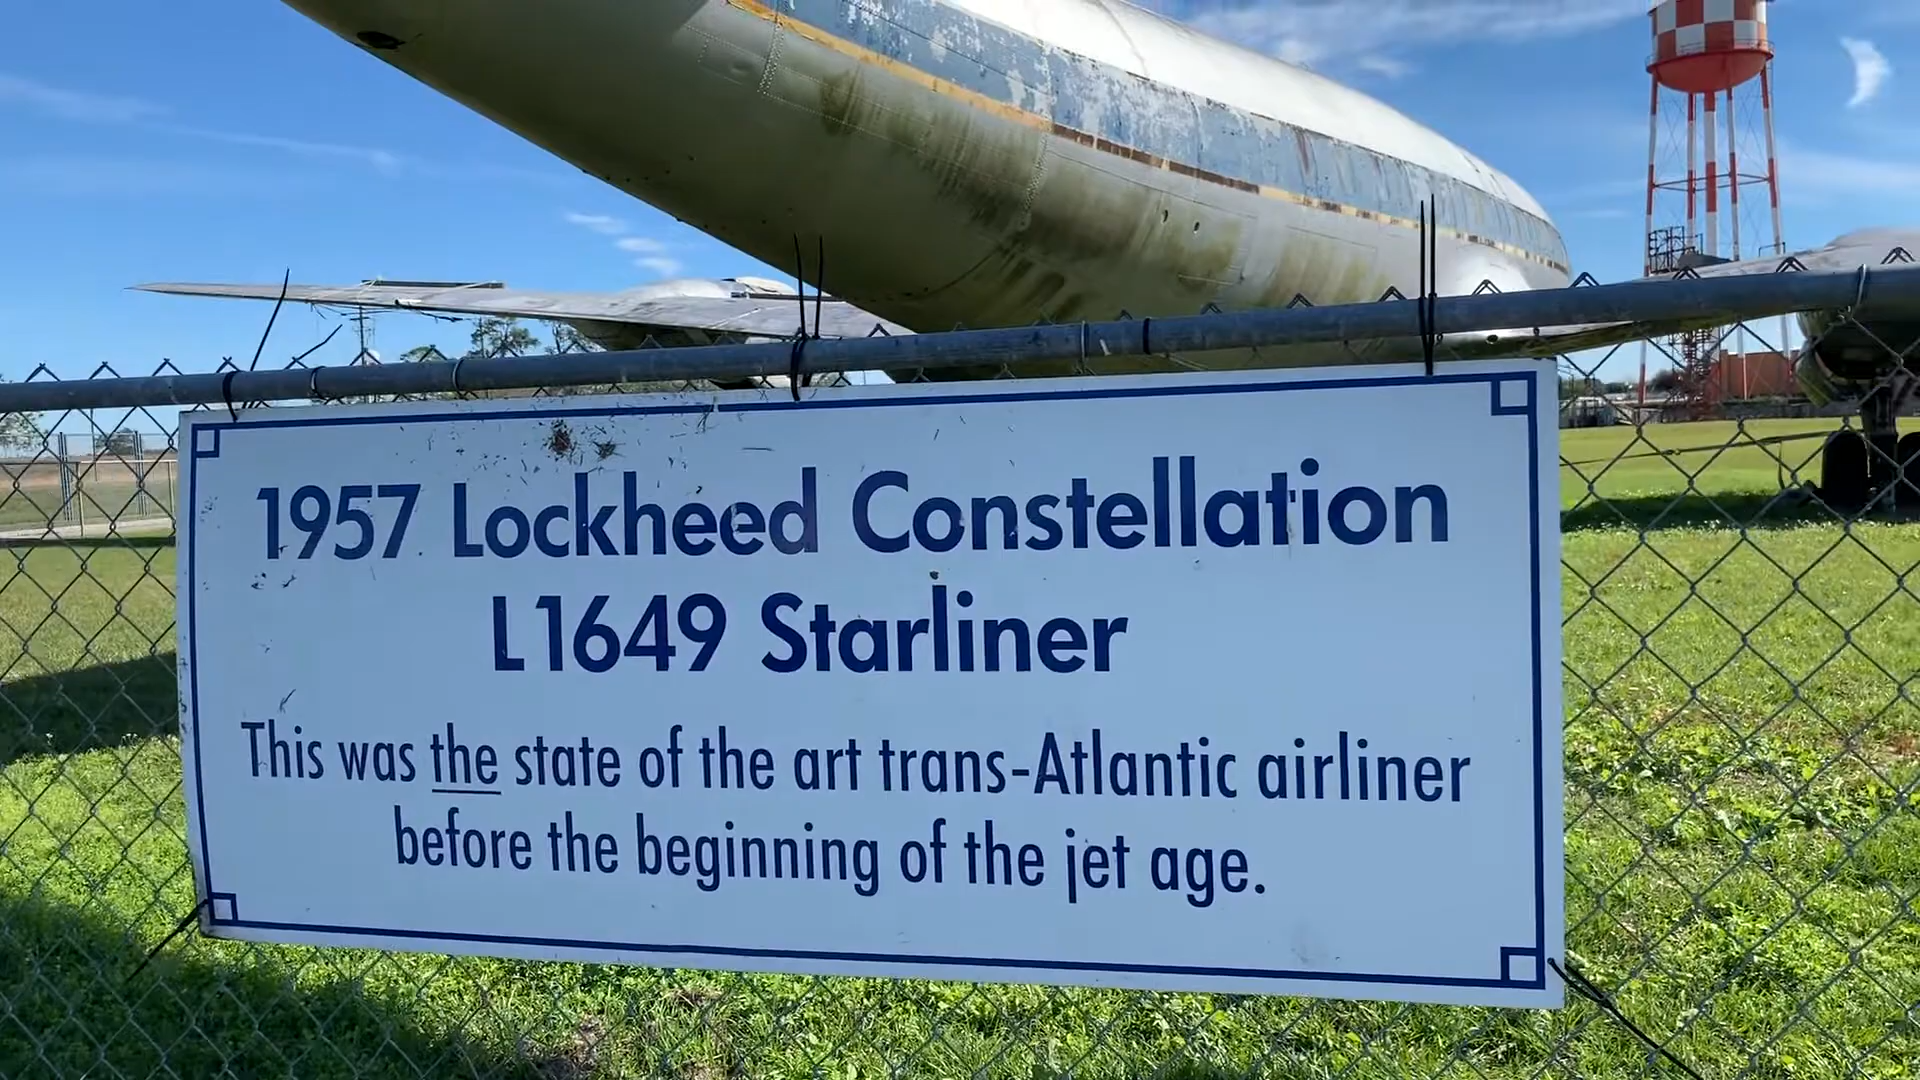 1957 Lockheed Constellation
L1649 Starliner
This was the state of the art trans-Atlantic airliner
before the beginning of the jet age.